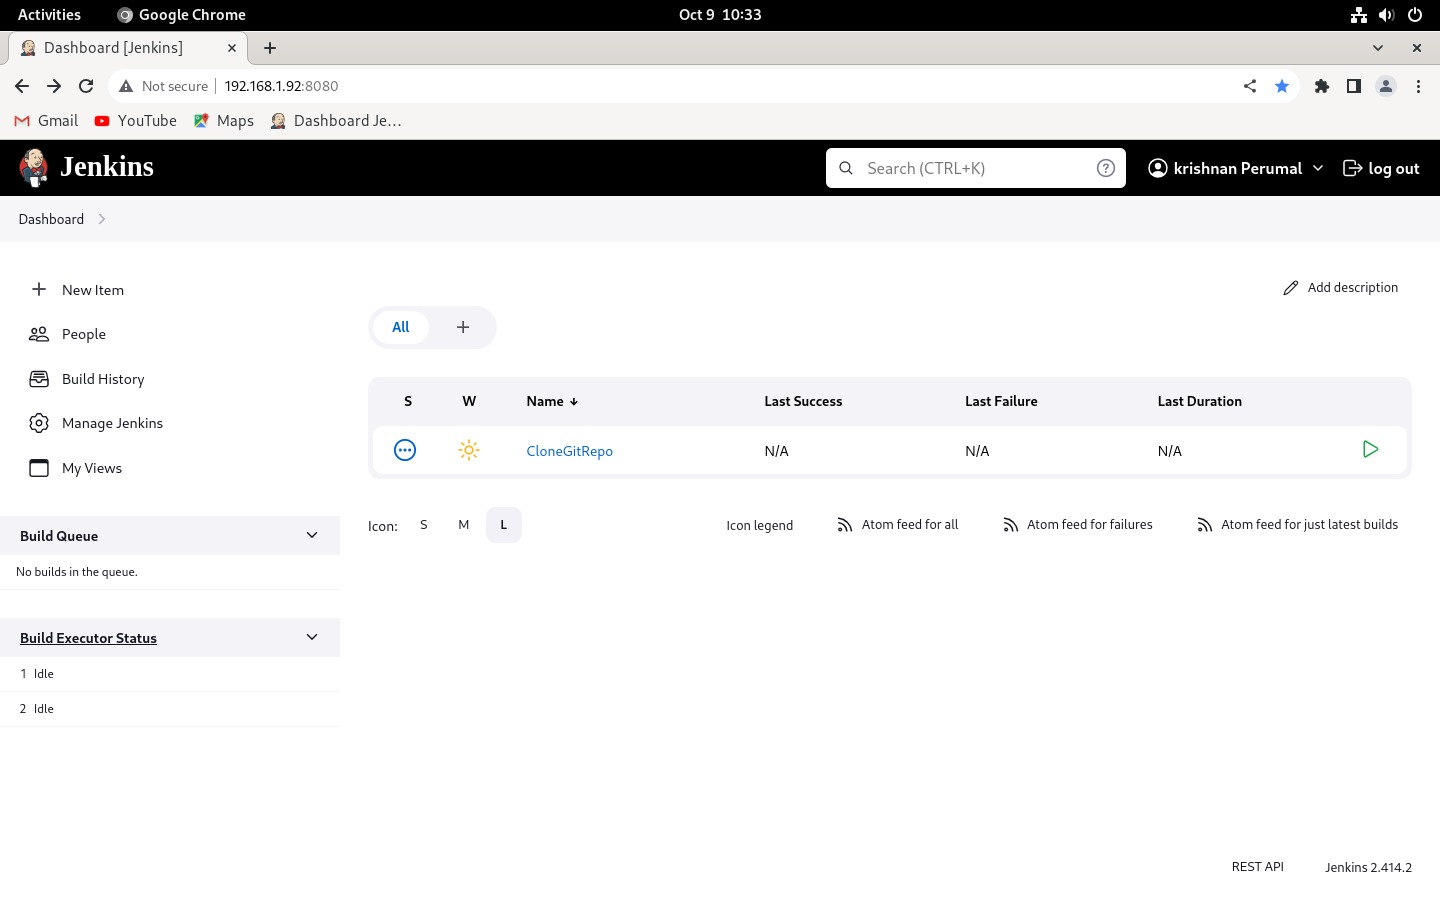 Activities Google Chrome Oct 9 10:33
Dashboard [Jenkins]
Not secure 192.168.1.92:8080
Gmail YouTube Maps Dashboard Je...
Jenkins Search (CTRL+K) krishnan Perumal log out
Dashboard
New Item
People
Build History
Manage Jenkins
My Views
Build Queue
No builds in the queue.
Build Executor Status
1 Idle
2 Idle
Add description
All
S W Name ↓ Last Success Last Failure Last Duration
CloneGitRepo N/A N/A N/A
Icon: S M L Icon legend Atom feed for all Atom feed for failures Atom feed for just latest builds
REST API Jenkins 2.414.2